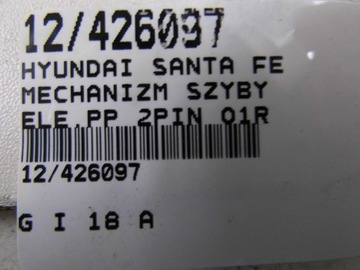 12/426097
HYUNDAI SANTA FE
MECHANIZM SZYBY
ELE.PP 2PIN 01R
12/426097
G I 18 A